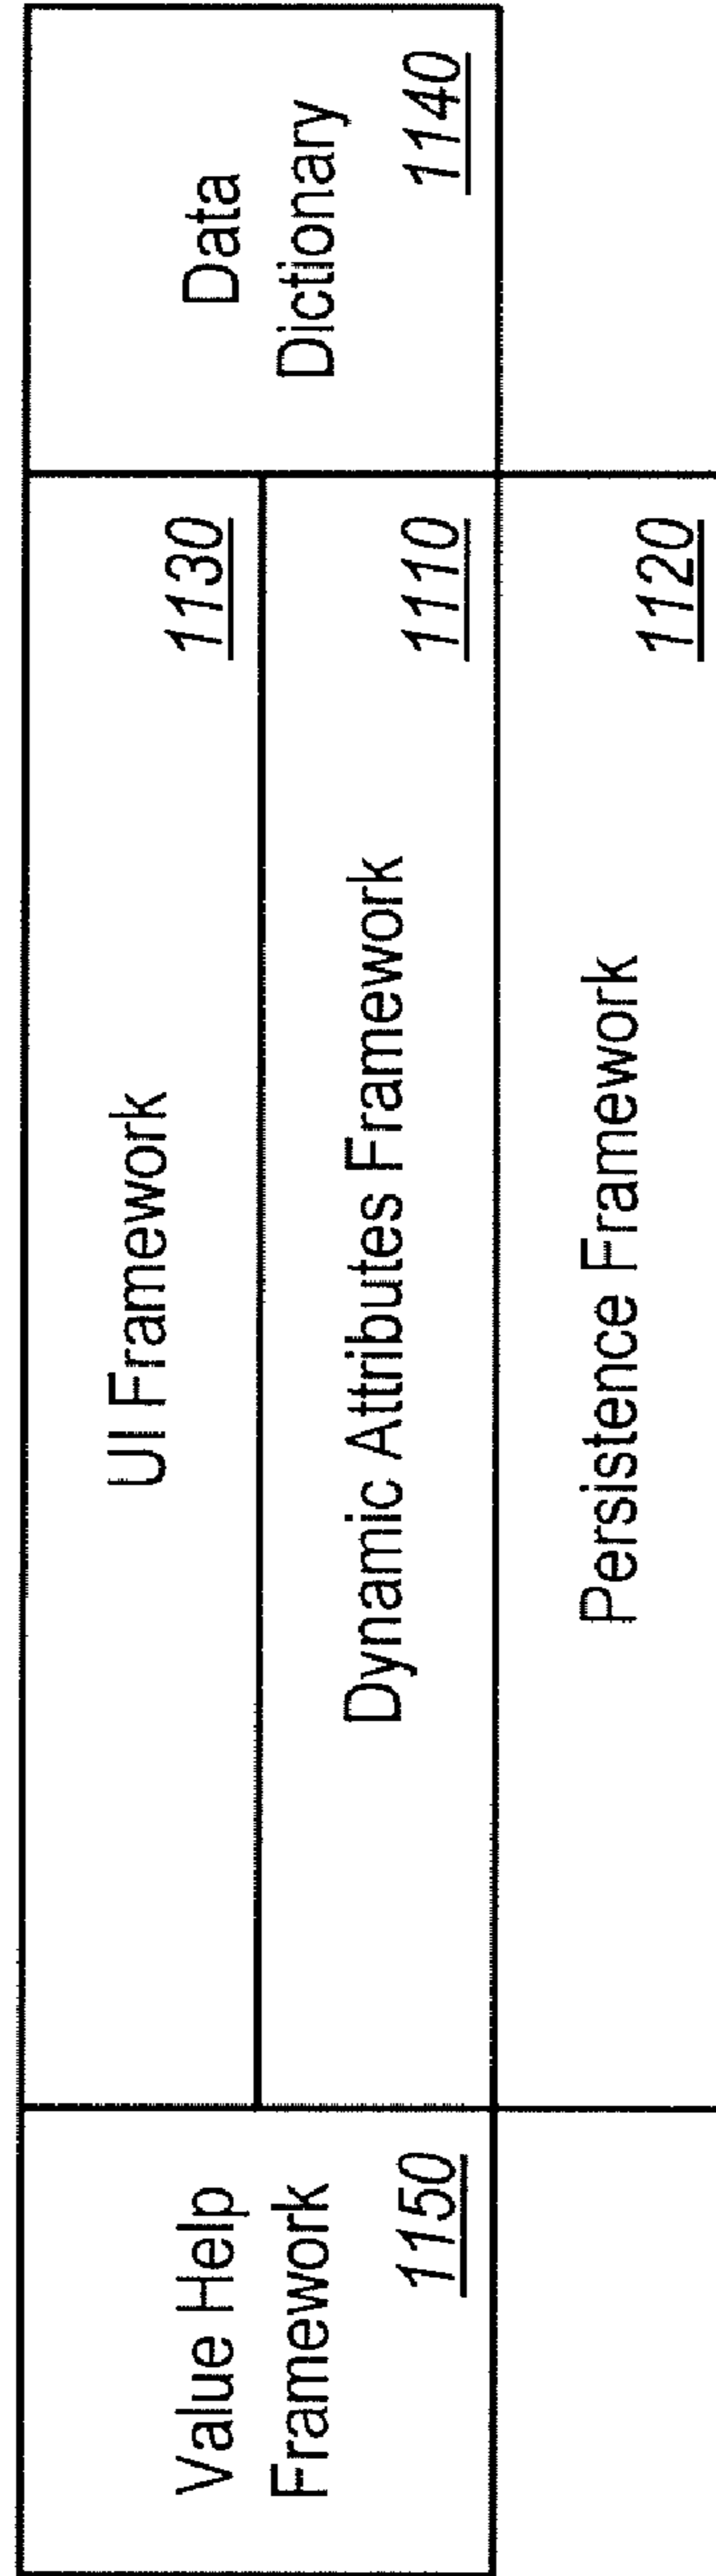 Value Help
Framework
1150
UI Framework
1130
Dynamic Attributes Framework
1110
Persistence Framework
1120
Data
Dictionary
1140